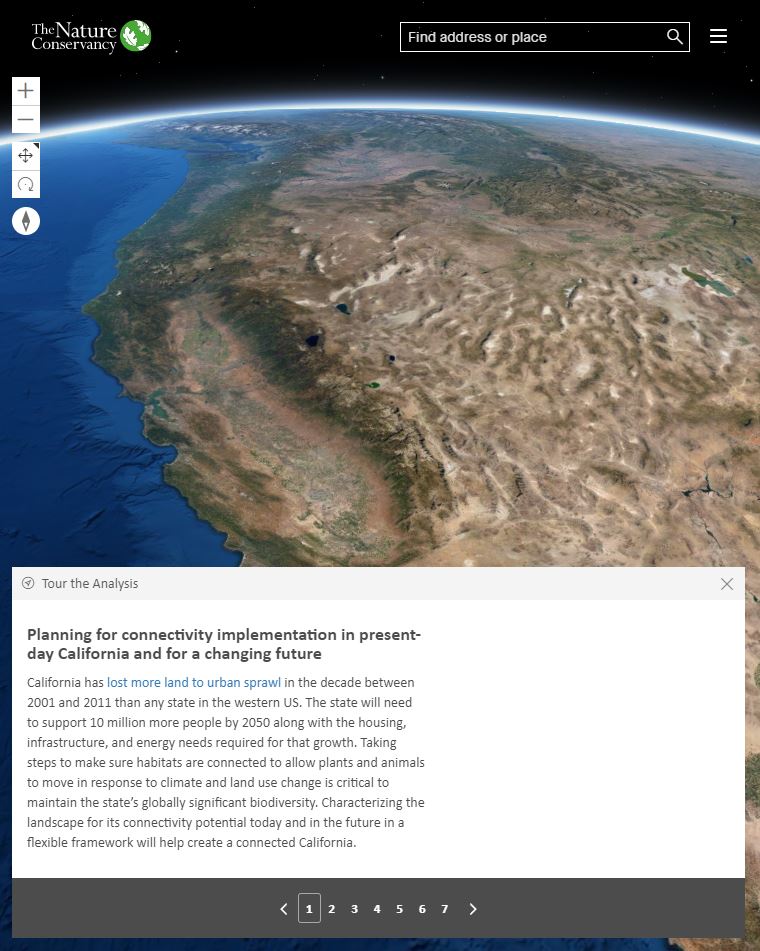 The Nature
Conservancy
Find address or place
Tour the Analysis
Planning for connectivity implementation in present-
day California and for a changing future
California has lost more land to urban sprawl in the decade between
2001 and 2011 than any state in the western US. The state will need
to support 10 million more people by 2050 along with the housing,
infrastructure, and energy needs required for that growth. Taking
steps to make sure habitats are connected to allow plants and animals
to move in response to climate and land use change is critical to
maintain the state's globally significant biodiversity. Characterizing the
landscape for its connectivity potential today and in the future in a
flexible framework will help create a connected California.
1 2 3 4 5 6 7